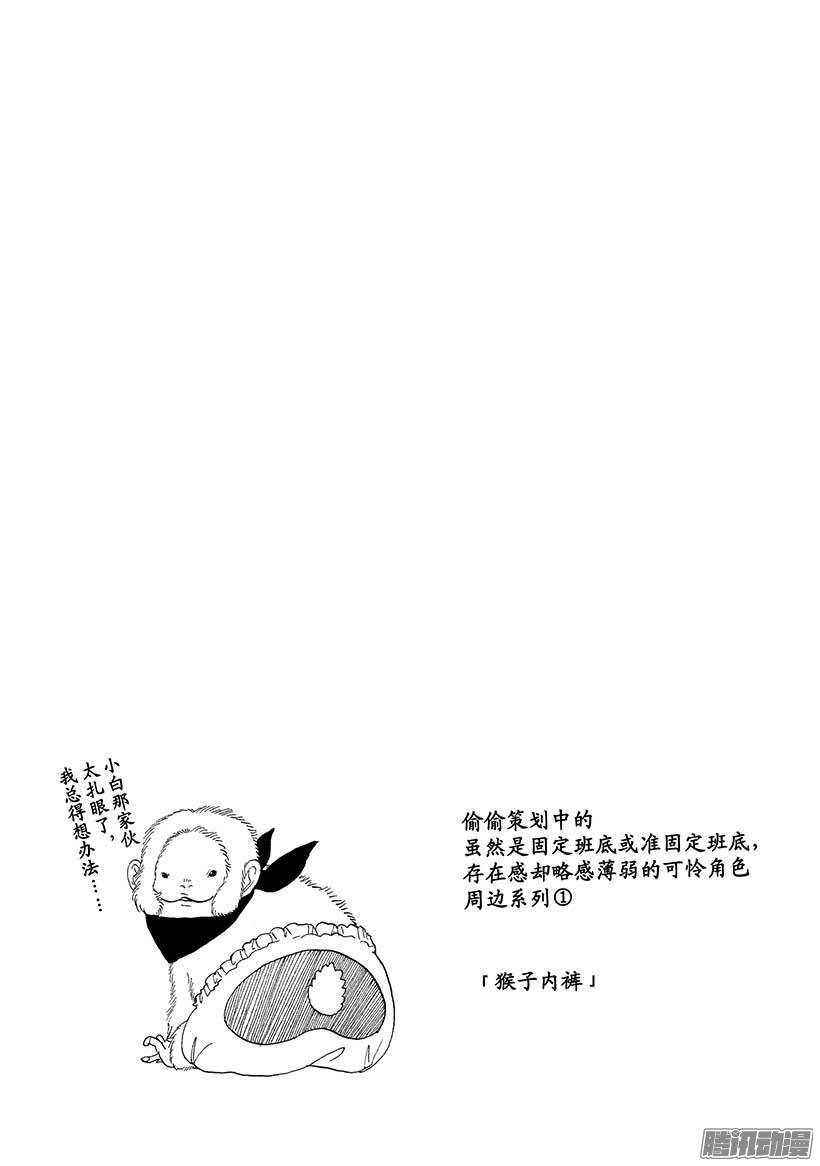 小白那家伙
太扎眼了，
我总得想办法……
偷偷策划中的
虽然是固定班底或准固定班底，
存在感却略感薄弱的可怜角色
周边系列①
「猴子内裤」
腾讯动漫